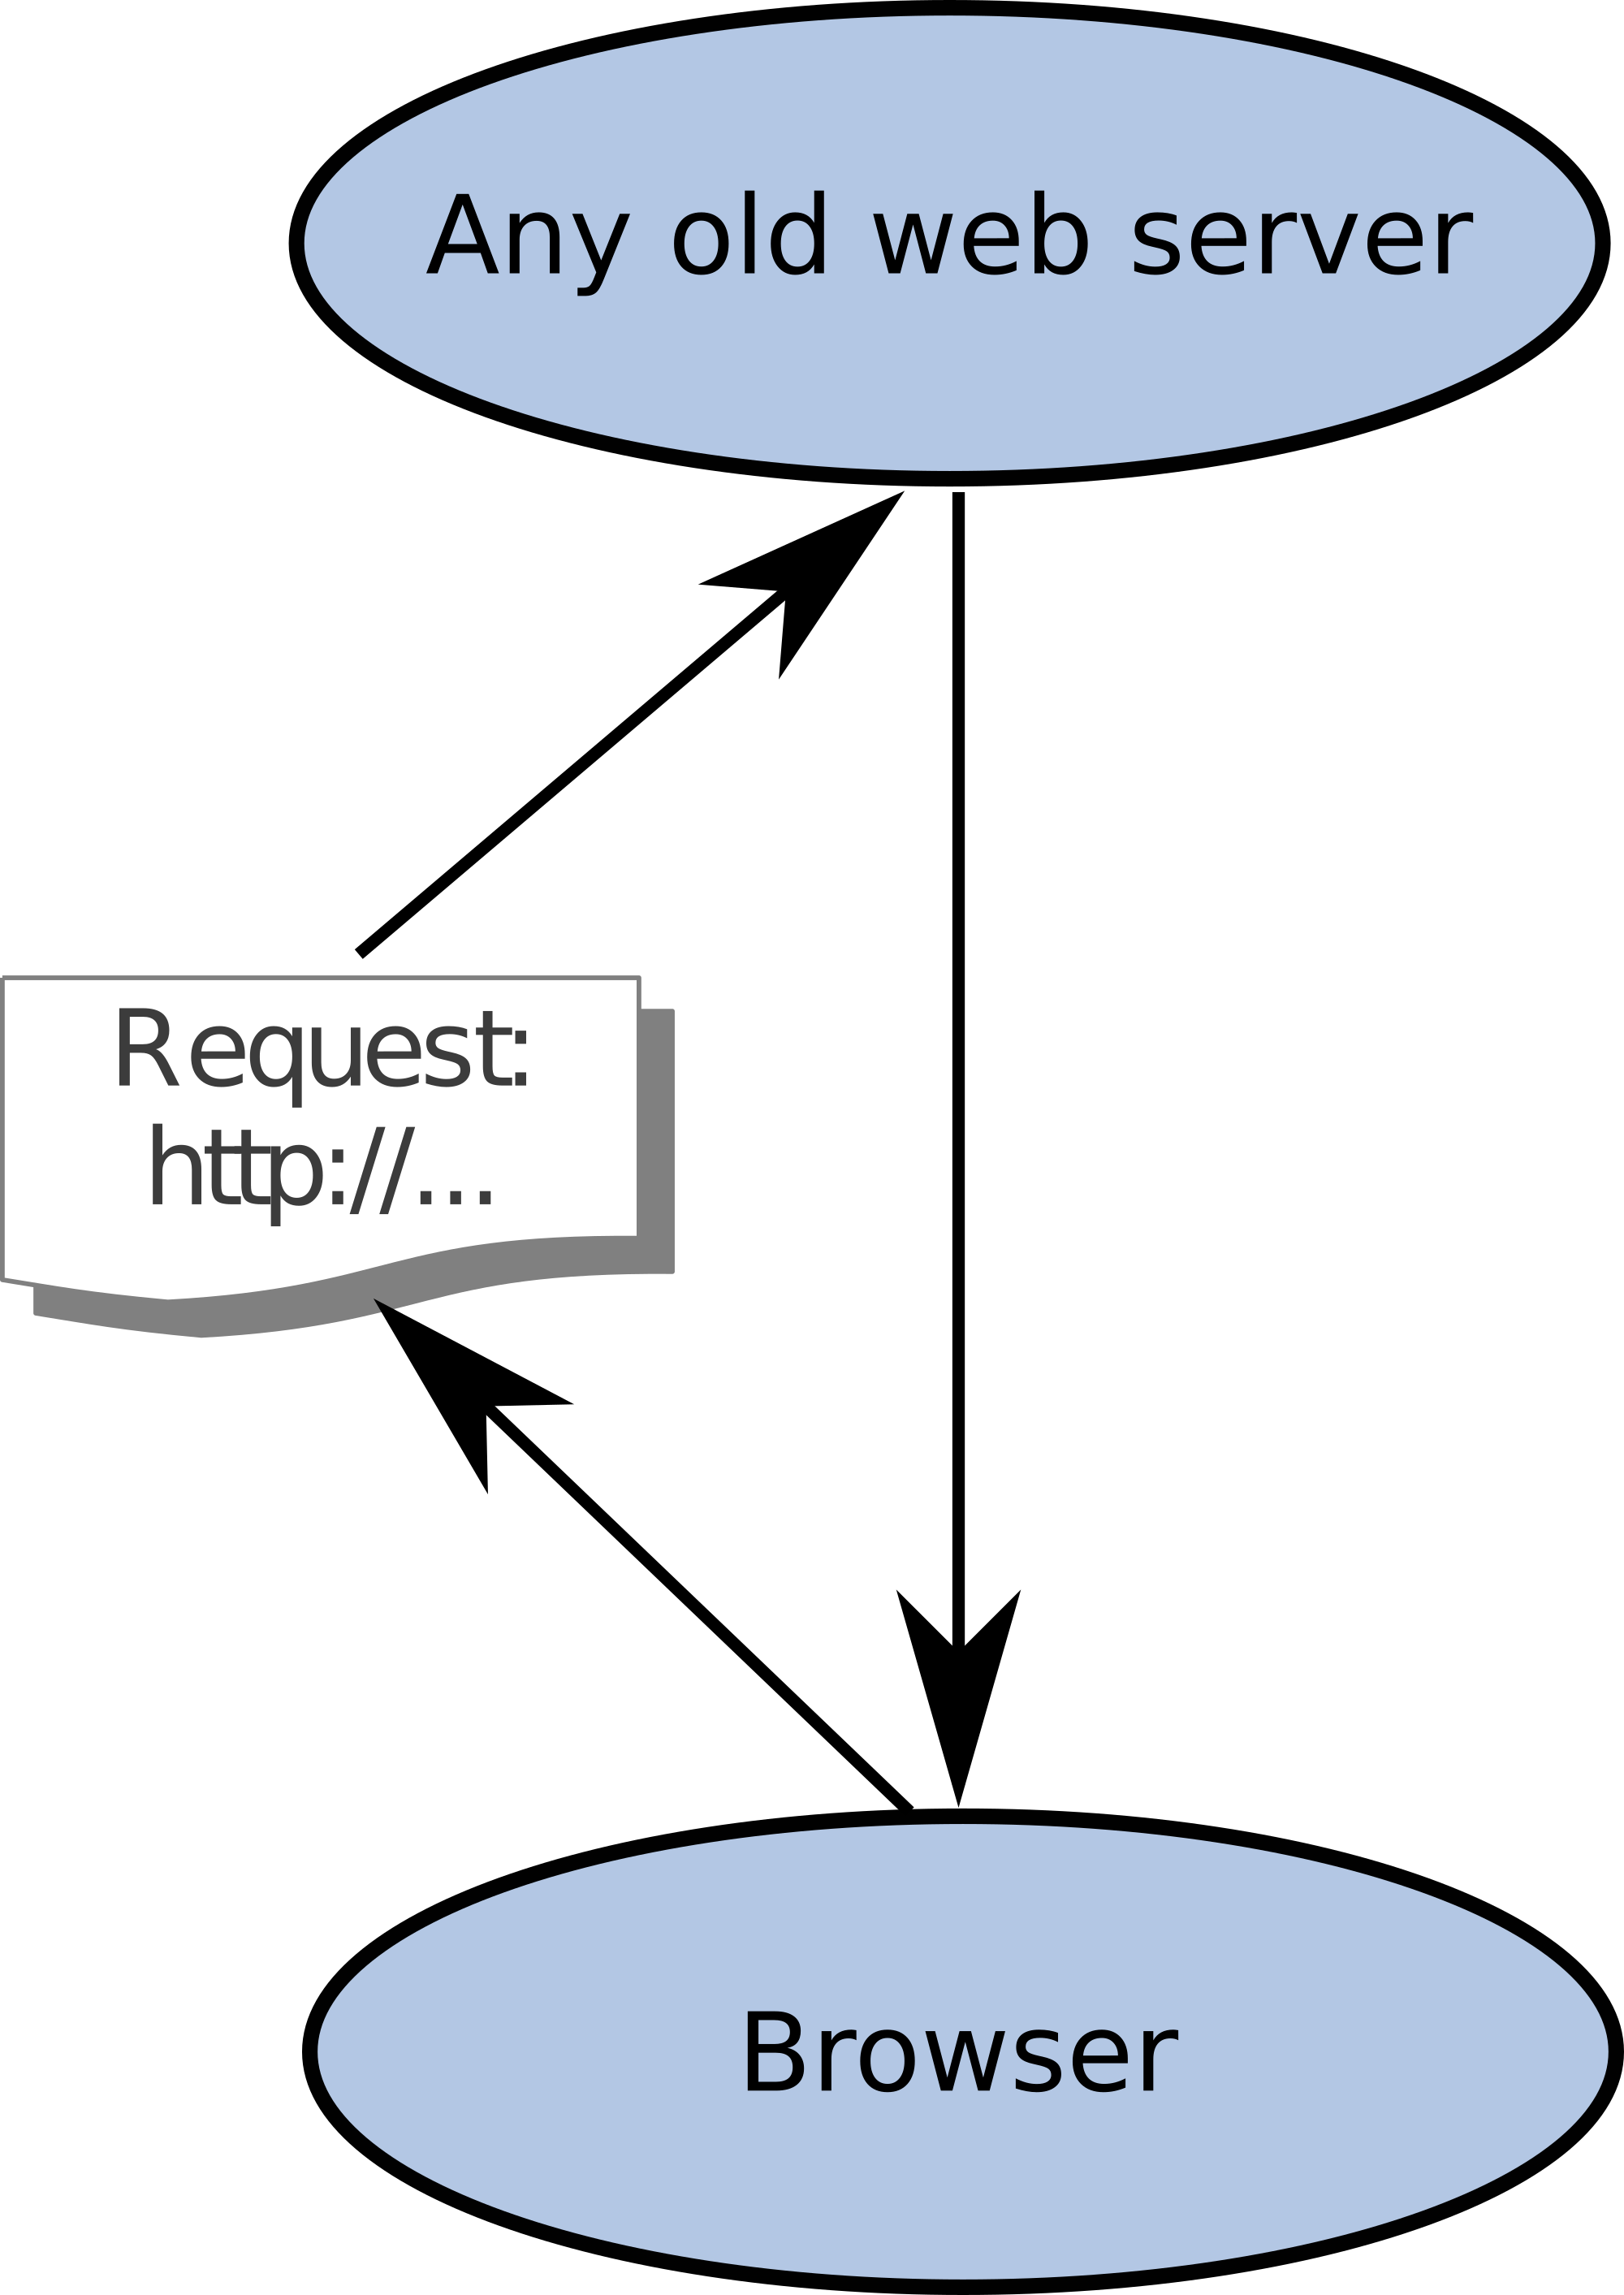 Any old web server
Request:
http://...
Browser